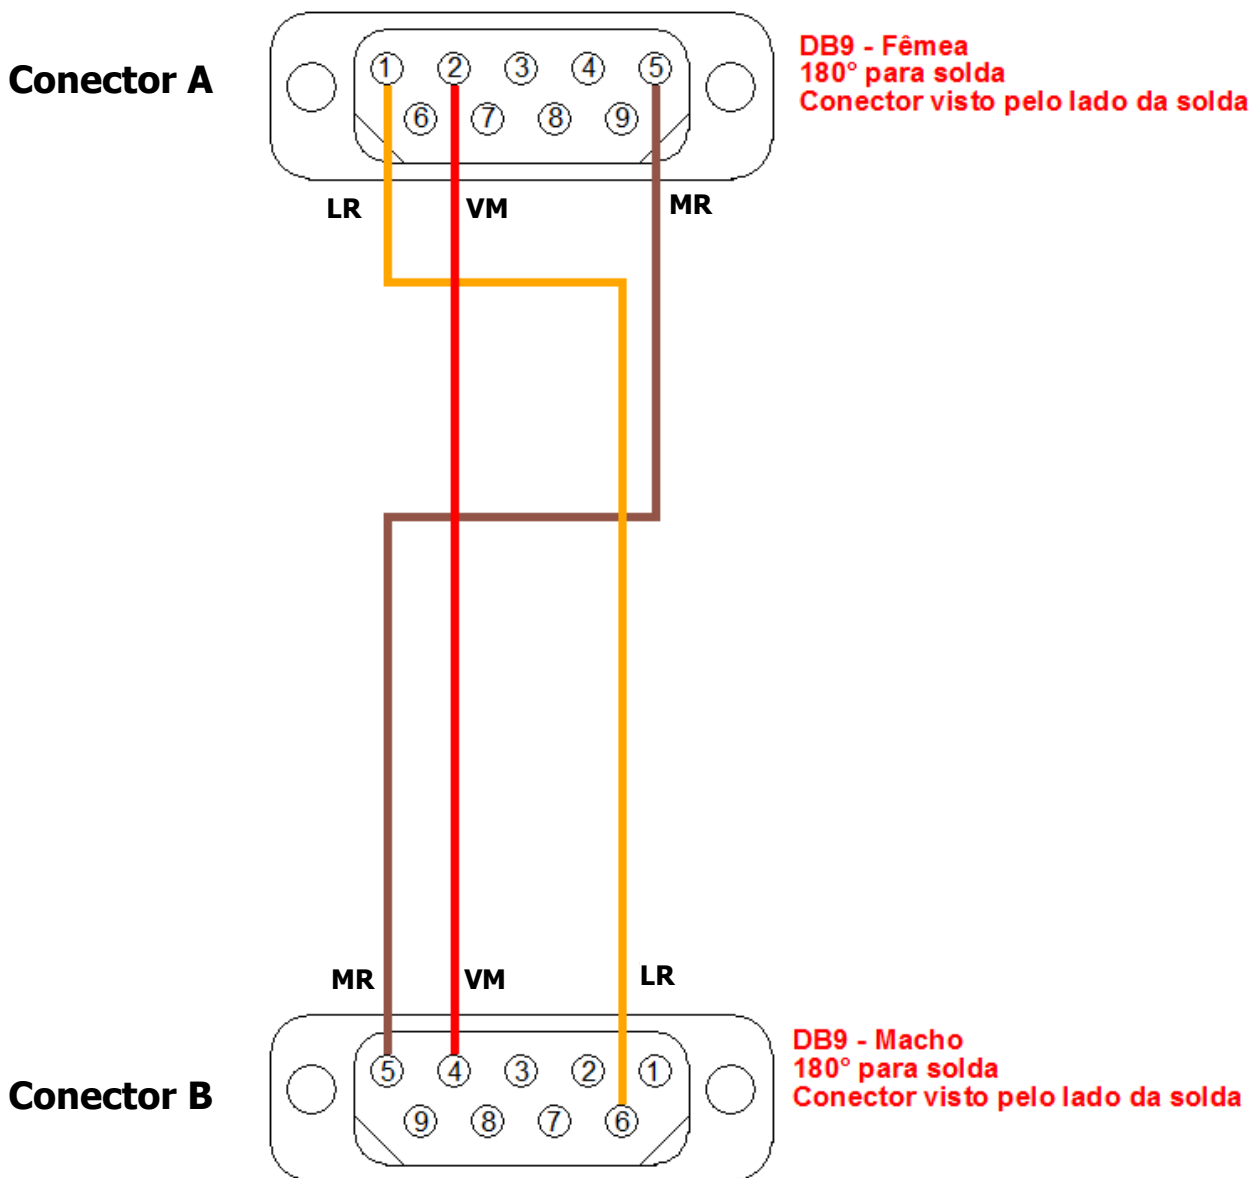 DB9 - Fêmea
180° para solda
Conector visto pelo lado da solda
Conector A
1 2 3 4 5
6 7 8 9
LR VM MR
MR VM LR
DB9 - Macho
180° para solda
Conector visto pelo lado da solda
Conector B
5 4 3 2 1
9 8 7 6